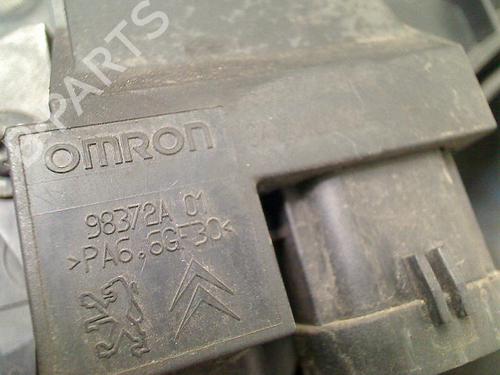 B-PARTS
OMRON
98372A 01
>PA6.6GF30<